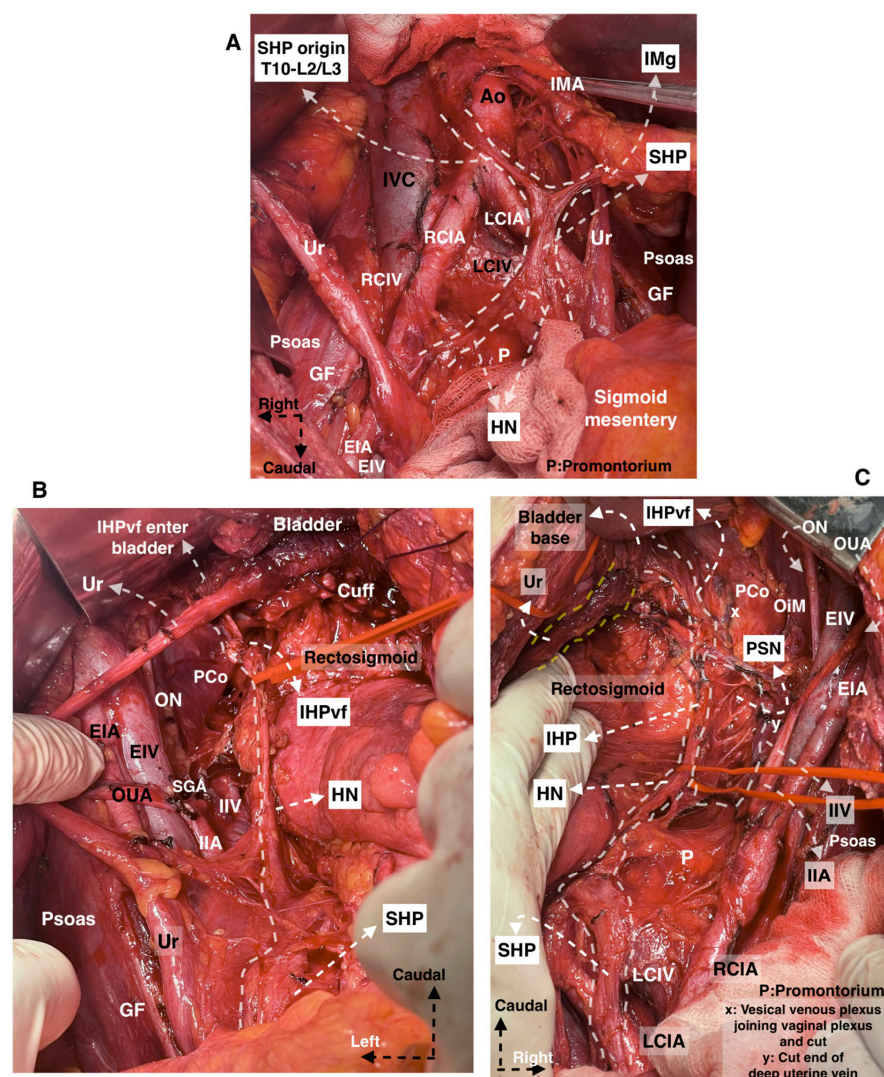 A
SHP origin
T10-L2/L3
IMg
IMA
Ao
SHP
IVC
LCIA
Ur
RCIA
Ur
Psoas
RCIV
LCIV
GF
Psoas
P
GF
Sigmoid
mesentery
Right
HN
EIA
Caudal
EIV
P:Promontorium
B
IHPvf enter
bladder
Bladder
Ur
Cuff
PCo
Rectosigmoid
ON
IHPvf
EIA
EIV
SGA
HN
OUA
IIV
IIA
Psoas
SHP
Ur
Caudal
GF
Left
C
IHPvf
Bladder
base
ON
OUA
Ur
PCo
x
OiM
EIV
PSN
Rectosigmoid
EIA
y
IHP
HN
IIV
Psoas
P
IIA
SHP
LCIV
RCIA
P:Promontorium
Caudal
x: Vesical venous plexus
joining vaginal plexus
and cut
LCIA
y: Cut end of
Right
deep uterine vein